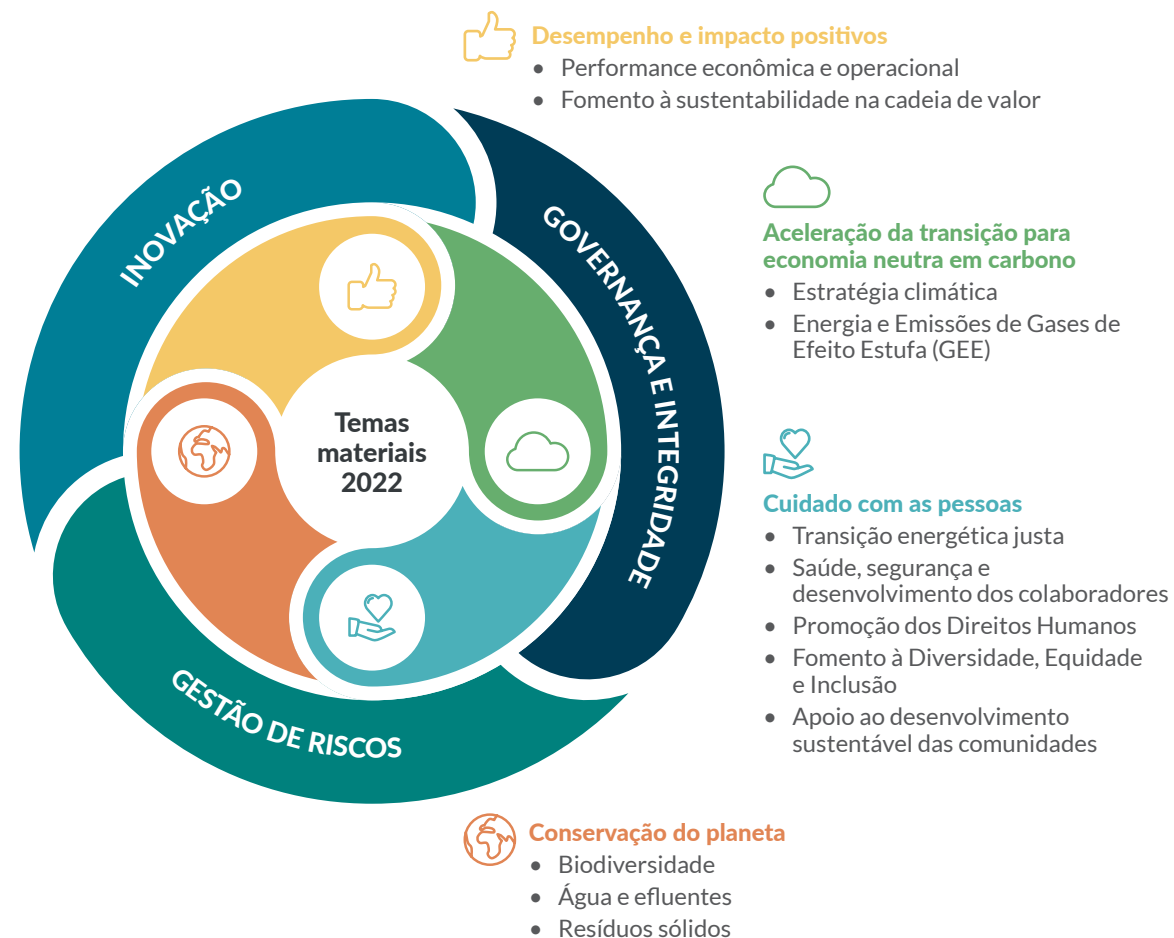 Desempenho e impacto positivos
• Performance econômica e operacional
• Fomento à sustentabilidade na cadeia de valor
INOVAÇÃO
GOVERNANÇA E INTEGRIDADE
GESTÃO DE RISCOS
Temas
materiais
2022
Aceleração da transição para
economia neutra em carbono
• Estratégia climática
• Energia e Emissões de Gases de
Efeito Estufa (GEE)
Cuidado com as pessoas
• Transição energética justa
• Saúde, segurança e
desenvolvimento dos colaboradores
• Promoção dos Direitos Humanos
• Fomento à Diversidade, Equidade
e Inclusão
• Apoio ao desenvolvimento
sustentável das comunidades
Conservação do planeta
• Biodiversidade
• Água e efluentes
• Resíduos sólidos